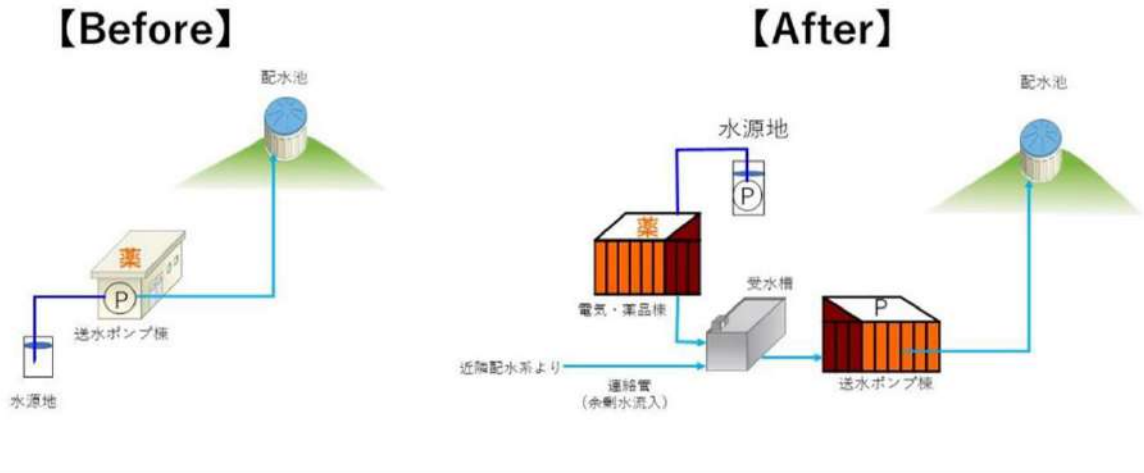 【Before】
配水池
薬
P
送水ポンプ棟
水源地
【After】
配水池
水源地
P
薬
電気・薬品棟
受水槽
P
送水ポンプ棟
近隣配水系より
連絡管
(余剰水流入)